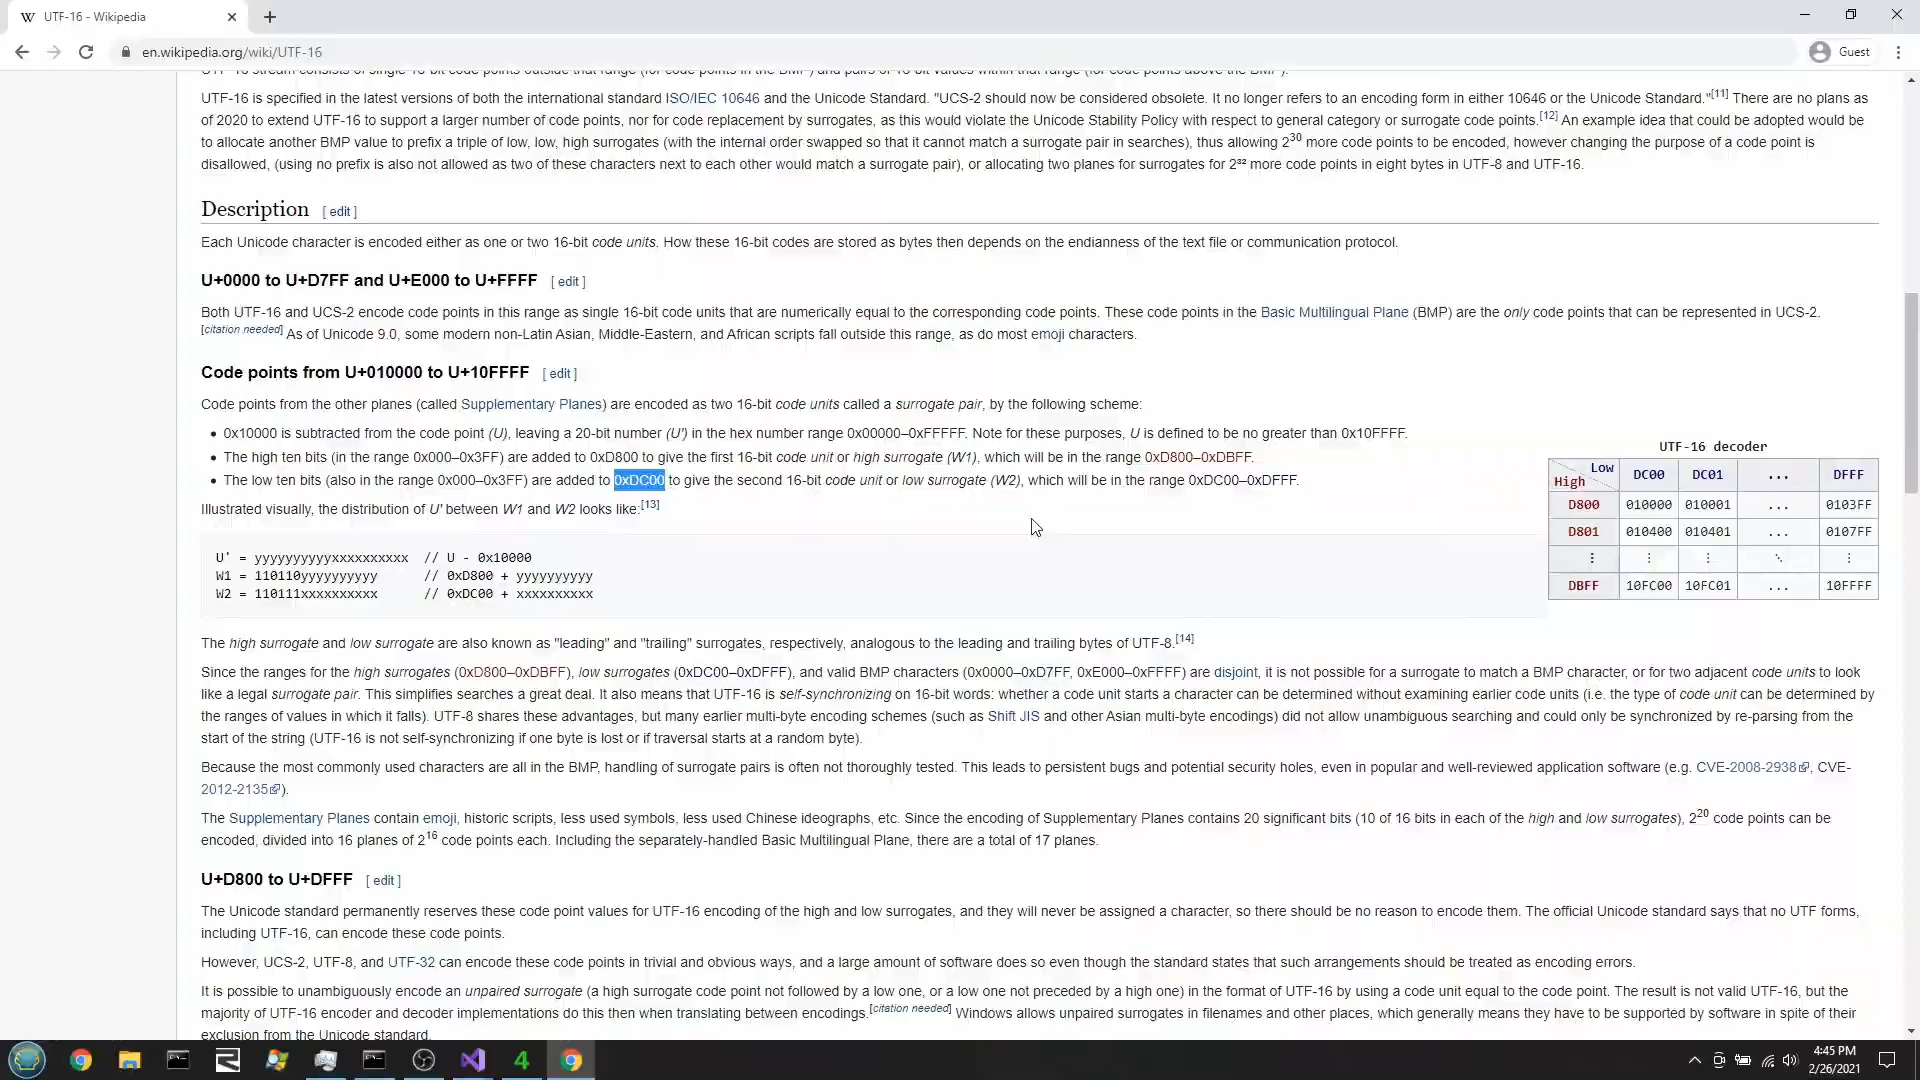 UTF-16 - Wikipedia
en.wikipedia.org/wiki/UTF-16
Guest
UTF-16 stream consists of single 16-bit code points outside that range (for code points in the BMP) and pairs of 16-bit values within that range (for code points above the BMP).
UTF-16 is specified in the latest versions of both the international standard ISO/IEC 10646 and the Unicode Standard. "UCS-2 should now be considered obsolete. It no longer refers to an encoding form in either 10646 or the Unicode Standard."[11] There are no plans as
of 2020 to extend UTF-16 to support a larger number of code points, nor for code replacement by surrogates, as this would violate the Unicode Stability Policy with respect to general category or surrogate code points.[12] An example idea that could be adopted would be
to allocate another BMP value to prefix a triple of low, low, high surrogates (with the internal order swapped so that it cannot match a surrogate pair in searches), thus allowing 2³⁰ more code points to be encoded, however changing the purpose of a code point is
disallowed, (using no prefix is also not allowed as two of these characters next to each other would match a surrogate pair), or allocating two planes for surrogates for 2³² more code points in eight bytes in UTF-8 and UTF-16.
Description [ edit ]
Each Unicode character is encoded either as one or two 16-bit code units. How these 16-bit codes are stored as bytes then depends on the endianness of the text file or communication protocol.
U+0000 to U+D7FF and U+E000 to U+FFFF [ edit ]
Both UTF-16 and UCS-2 encode code points in this range as single 16-bit code units that are numerically equal to the corresponding code points. These code points in the Basic Multilingual Plane (BMP) are the only code points that can be represented in UCS-2.
[citation needed] As of Unicode 9.0, some modern non-Latin Asian, Middle-Eastern, and African scripts fall outside this range, as do most emoji characters.
Code points from U+010000 to U+10FFFF [ edit ]
Code points from the other planes (called Supplementary Planes) are encoded as two 16-bit code units called a surrogate pair, by the following scheme:
• 0x10000 is subtracted from the code point (U), leaving a 20-bit number (U') in the hex number range 0x00000–0xFFFFF. Note for these purposes, U is defined to be no greater than 0x10FFFF.
• The high ten bits (in the range 0x000–0x3FF) are added to 0xD800 to give the first 16-bit code unit or high surrogate (W1), which will be in the range 0xD800–0xDBFF.
• The low ten bits (also in the range 0x000–0x3FF) are added to 0xDC00 to give the second 16-bit code unit or low surrogate (W2), which will be in the range 0xDC00–0xDFFF.
Illustrated visually, the distribution of U' between W1 and W2 looks like:[13]
U' = yyyyyyyyyyxxxxxxxxxx // U - 0x10000
W1 = 110110yyyyyyyyyy // 0xD800 + yyyyyyyyyy
W2 = 110111xxxxxxxxxx // 0xDC00 + xxxxxxxxxx
UTF-16 decoder
Low High DC00 DC01 ... DFFF
D800 010000 010001 ... 0103FF
D801 010400 010401 ... 0107FF
⋮ ⋮ ⋮ ⋱ ⋮
DBFF 10FC00 10FC01 ... 10FFFF
The high surrogate and low surrogate are also known as "leading" and "trailing" surrogates, respectively, analogous to the leading and trailing bytes of UTF-8.[14]
Since the ranges for the high surrogates (0xD800–0xDBFF), low surrogates (0xDC00–0xDFFF), and valid BMP characters (0x0000–0xD7FF, 0xE000–0xFFFF) are disjoint, it is not possible for a surrogate to match a BMP character, or for two adjacent code units to look
like a legal surrogate pair. This simplifies searches a great deal. It also means that UTF-16 is self-synchronizing on 16-bit words: whether a code unit starts a character can be determined without examining earlier code units (i.e. the type of code unit can be determined by
the ranges of values in which it falls). UTF-8 shares these advantages, but many earlier multi-byte encoding schemes (such as Shift JIS and other Asian multi-byte encodings) did not allow unambiguous searching and could only be synchronized by re-parsing from the
start of the string (UTF-16 is not self-synchronizing if one byte is lost or if traversal starts at a random byte).
Because the most commonly used characters are all in the BMP, handling of surrogate pairs is often not thoroughly tested. This leads to persistent bugs and potential security holes, even in popular and well-reviewed application software (e.g. CVE-2008-2938, CVE-
2012-2135).
The Supplementary Planes contain emoji, historic scripts, less used symbols, less used Chinese ideographs, etc. Since the encoding of Supplementary Planes contains 20 significant bits (10 of 16 bits in each of the high and low surrogates), 2²⁰ code points can be
encoded, divided into 16 planes of 2¹⁶ code points each. Including the separately-handled Basic Multilingual Plane, there are a total of 17 planes.
U+D800 to U+DFFF [ edit ]
The Unicode standard permanently reserves these code point values for UTF-16 encoding of the high and low surrogates, and they will never be assigned a character, so there should be no reason to encode them. The official Unicode standard says that no UTF forms,
including UTF-16, can encode these code points.
However, UCS-2, UTF-8, and UTF-32 can encode these code points in trivial and obvious ways, and a large amount of software does so even though the standard states that such arrangements should be treated as encoding errors.
It is possible to unambiguously encode an unpaired surrogate (a high surrogate code point not followed by a low one, or a low one not preceded by a high one) in the format of UTF-16 by using a code unit equal to the code point. The result is not valid UTF-16, but the
majority of UTF-16 encoder and decoder implementations do this then when translating between encodings.[citation needed] Windows allows unpaired surrogates in filenames and other places, which generally means they have to be supported by software in spite of their
exclusion from the Unicode standard.
4:45 PM
2/26/2021